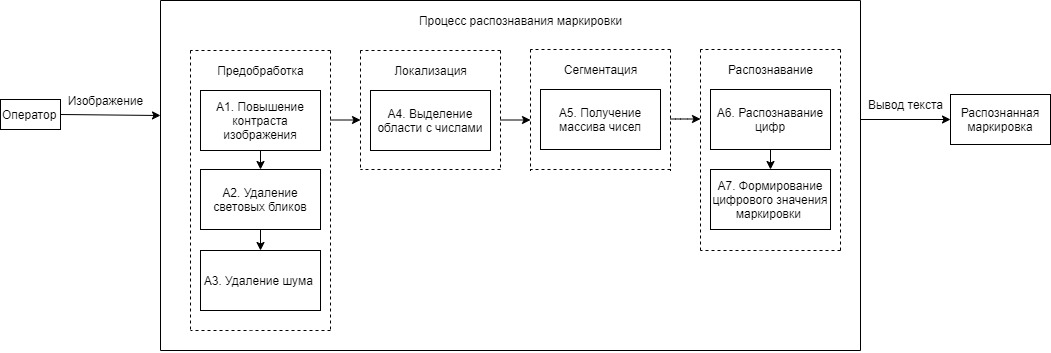 Процесс распознавания маркировки
Оператор
Изображение
Предобработка
А1. Повышение
контраста
изображения
А2. Удаление
световых бликов
А3. Удаление шума
Локализация
А4. Выделение
области с числами
Сегментация
А5. Получение
массива чисел
Распознавание
А6. Распознавание
цифр
А7. Формирование
цифрового значения
маркировки
Вывод текста
Распознанная
маркировка